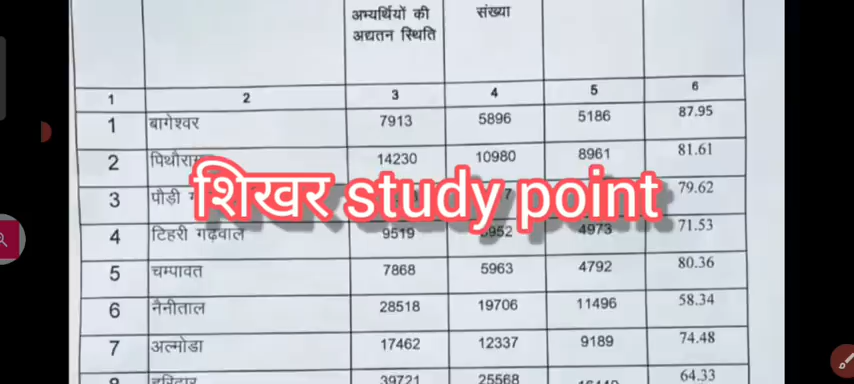 अभ्यर्थियों की संख्या
अद्यतन स्थिति
1 2 3 4 5 6
1 बागेश्वर 7913 5896 5186 87.95
2 14230 10980 8961 81.61
शिखर study point
3 पौड़ी 79.62
4 टिहरी गढ़वाल 9519 4973 71.53
5 चम्पावत 7868 5963 4792 80.36
6 नैनीताल 28518 19706 11496 58.34
7 अल्मोडा 17462 12337 9189 74.48
39721 25568 64.33